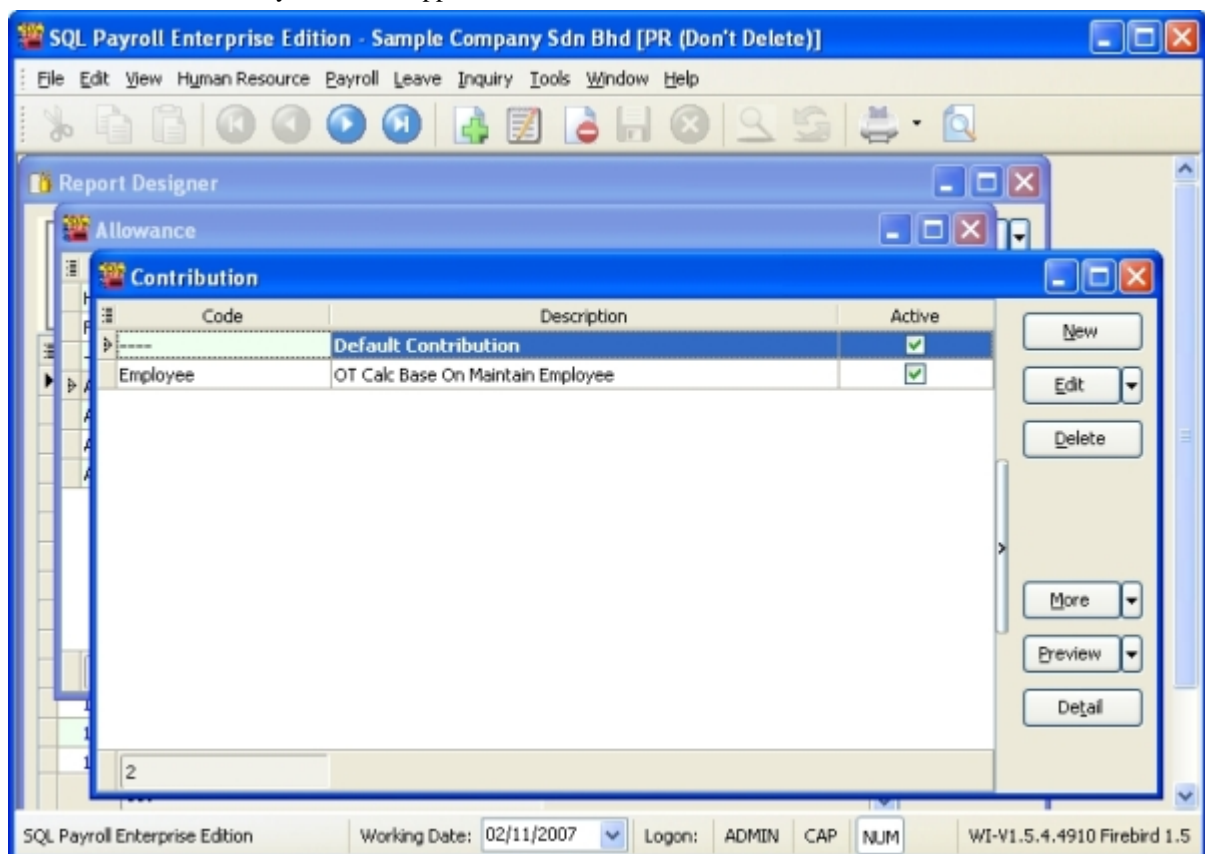 SQL Payroll Enterprise Edition - Sample Company Sdn Bhd [PR (Don't Delete)]
File Edit View Human Resource Payroll Leave Inquiry Tools Window Help
Report Designer
Allowance
Contribution
Code Description Active
---- Default Contribution
Employee OT Calc Base On Maintain Employee
New
Edit
Delete
More
Preview
Detail
2
SQL Payroll Enterprise Edition Working Date: 02/11/2007 Logon: ADMIN CAP NUM WI-V1.5.4.4910 Firebird 1.5